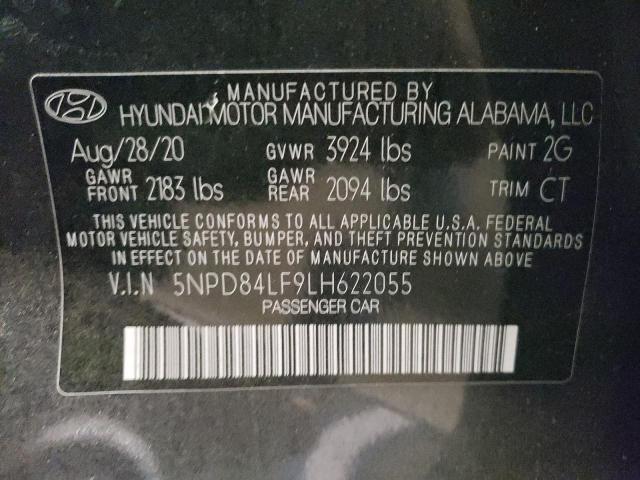 MANUFACTURED BY
HYUNDAI MOTOR MANUFACTURING ALABAMA, LLC
Aug/28/20 GVWR 3924 lbs PAINT 2G
GAWR FRONT 2183 lbs GAWR REAR 2094 lbs TRIM CT
THIS VEHICLE CONFORMS TO ALL APPLICABLE U.S.A. FEDERAL
MOTOR VEHICLE SAFETY, BUMPER, AND THEFT PREVENTION STANDARDS
IN EFFECT ON THE DATE OF MANUFACTURE SHOWN ABOVE
V.I.N 5NPD84LF9LH622055
PASSENGER CAR